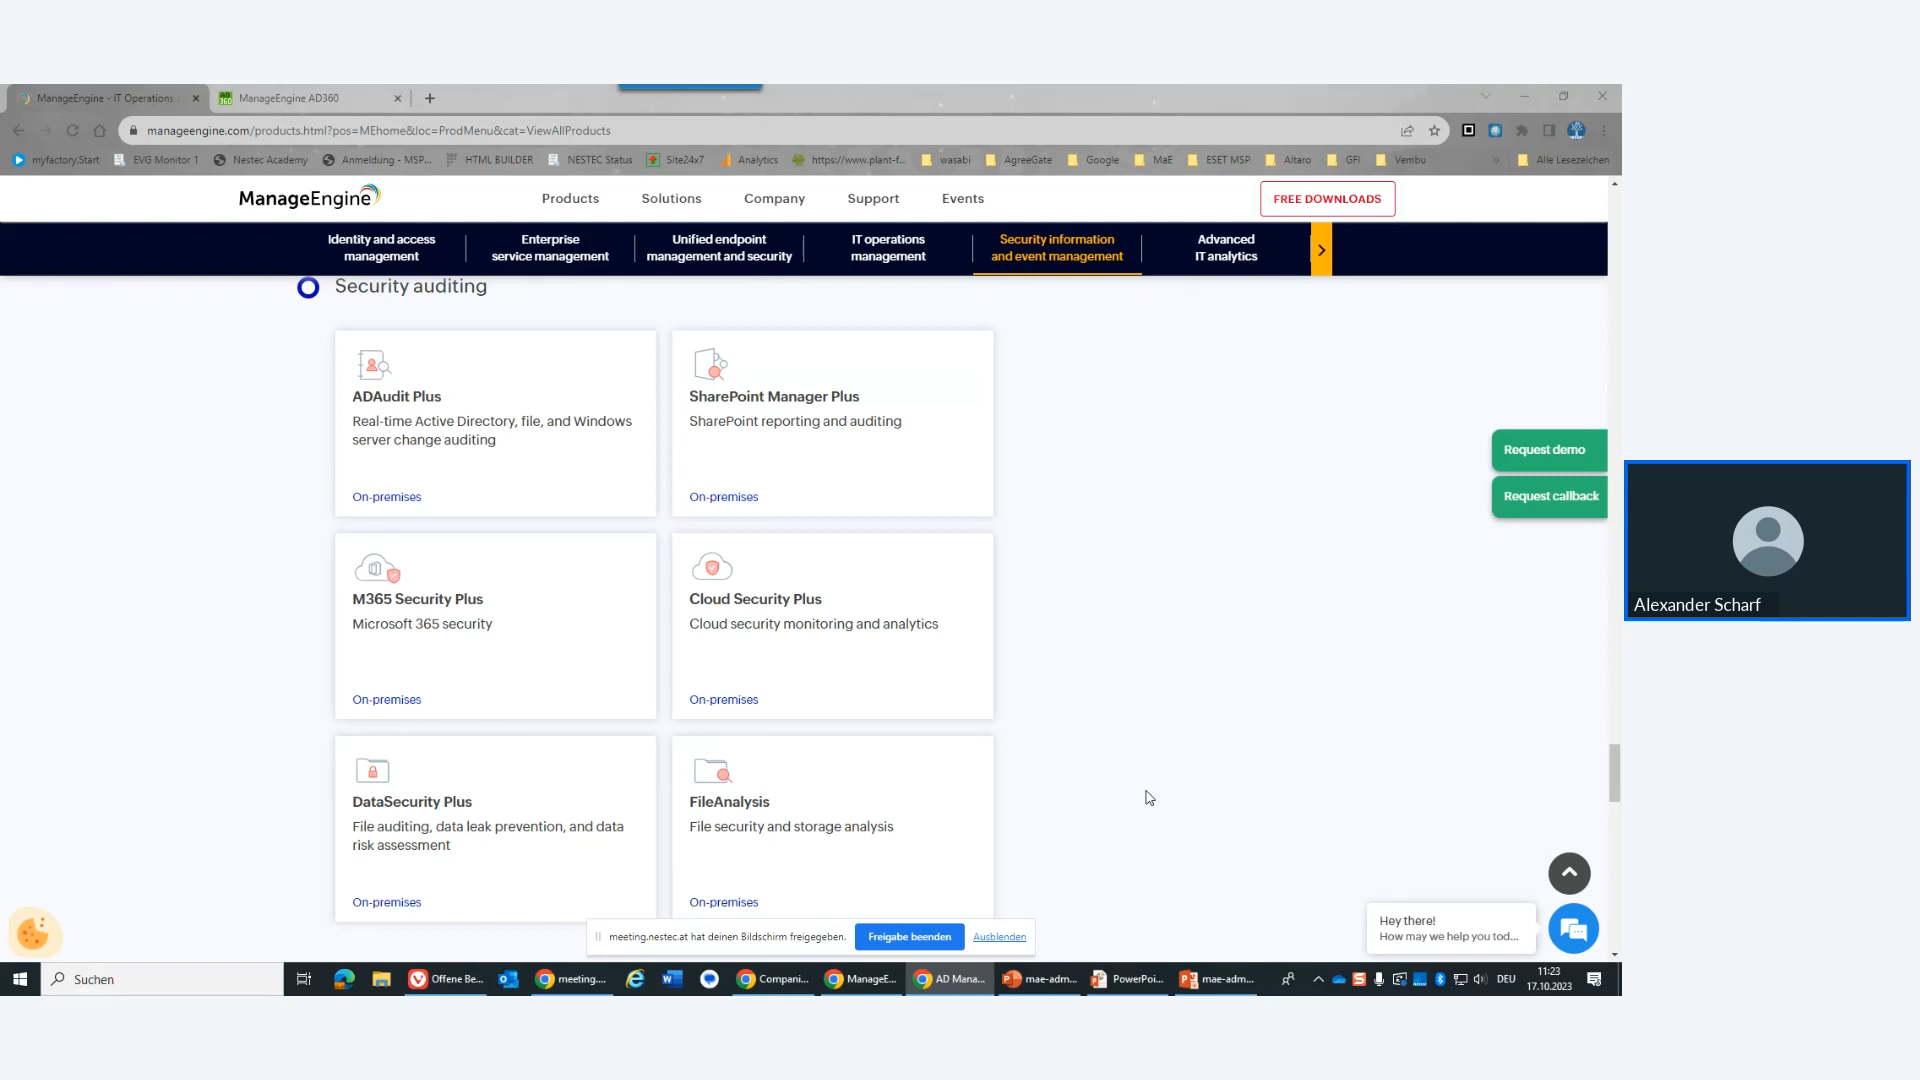 ManageEngine - IT Operations
ManageEngine AD360
manageengine.com/products.html?pos=MEhome&loc=ProdMenu&cat=ViewAllProducts
myfactory.Start
EVG Monitor 1
Nestec Academy
Anmeldung - MSP...
HTML BUILDER
NESTEC Status
Site24x7
Analytics
https://www.plant-f...
wasabi
AgreeGate
Google
MaE
ESET MSP
Altaro
GFI
Vembu
»
Alle Lesezeichen
ManageEngine
Products
Solutions
Company
Support
Events
FREE DOWNLOADS
Identity and access
management
Enterprise
service management
Unified endpoint
management and security
IT operations
management
Security information
and event management
Advanced
IT analytics
Security auditing
ADAudit Plus
Real-time Active Directory, file, and Windows
server change auditing
On-premises
SharePoint Manager Plus
SharePoint reporting and auditing
On-premises
Request demo
Request callback
Alexander Scharf
M365 Security Plus
Microsoft 365 security
On-premises
Cloud Security Plus
Cloud security monitoring and analytics
On-premises
DataSecurity Plus
File auditing, data leak prevention, and data
risk assessment
On-premises
FileAnalysis
File security and storage analysis
On-premises
Hey there!
How may we help you tod...
meeting.nestec.at hat deinen Bildschirm freigegeben.
Freigabe beenden
Ausblenden
Suchen
Offene Be...
meeting....
Compani...
ManageE...
AD Mana...
mae-adm...
PowerPoi...
mae-adm...
DEU
11:23
17.10.2023